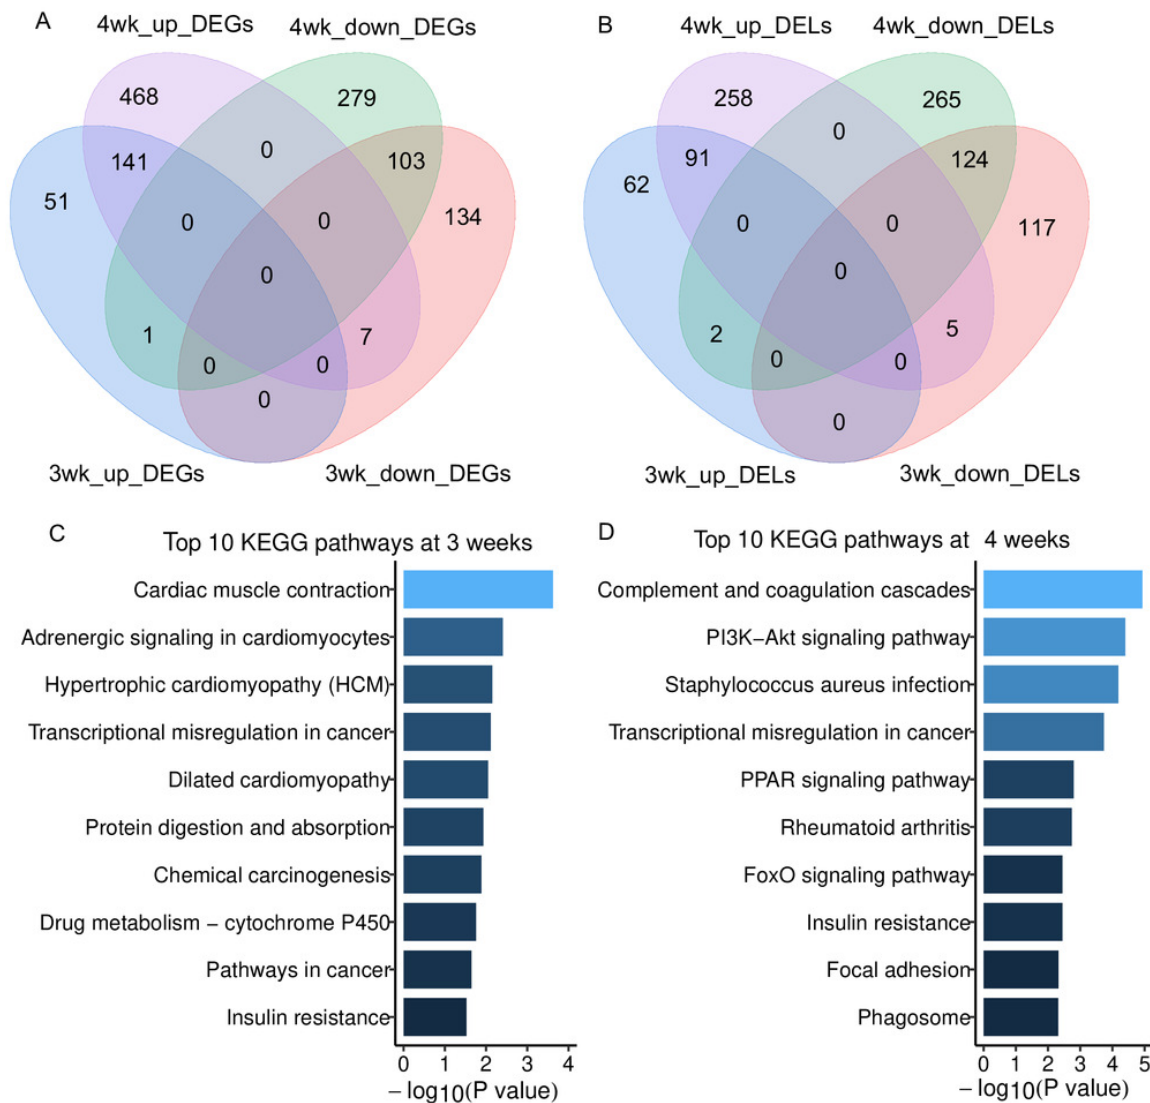 A
4wk_up_DEGs
4wk_down_DEGs
468
279
0
141
103
51
0
0
134
0
1
7
0
0
0
3wk_up_DEGs
3wk_down_DEGs
B
4wk_up_DELs
4wk_down_DELs
258
265
0
91
124
62
0
0
117
0
2
5
0
0
0
3wk_up_DELs
3wk_down_DELs
C
Top 10 KEGG pathways at 3 weeks
Cardiac muscle contraction
Adrenergic signaling in cardiomyocytes
Hypertrophic cardiomyopathy (HCM)
Transcriptional misregulation in cancer
Dilated cardiomyopathy
Protein digestion and absorption
Chemical carcinogenesis
Drug metabolism − cytochrome P450
Pathways in cancer
Insulin resistance
0 1 2 3 4
− log10(P value)
D
Top 10 KEGG pathways at 4 weeks
Complement and coagulation cascades
PI3K−Akt signaling pathway
Staphylococcus aureus infection
Transcriptional misregulation in cancer
PPAR signaling pathway
Rheumatoid arthritis
FoxO signaling pathway
Insulin resistance
Focal adhesion
Phagosome
0 1 2 3 4 5
− log10(P value)